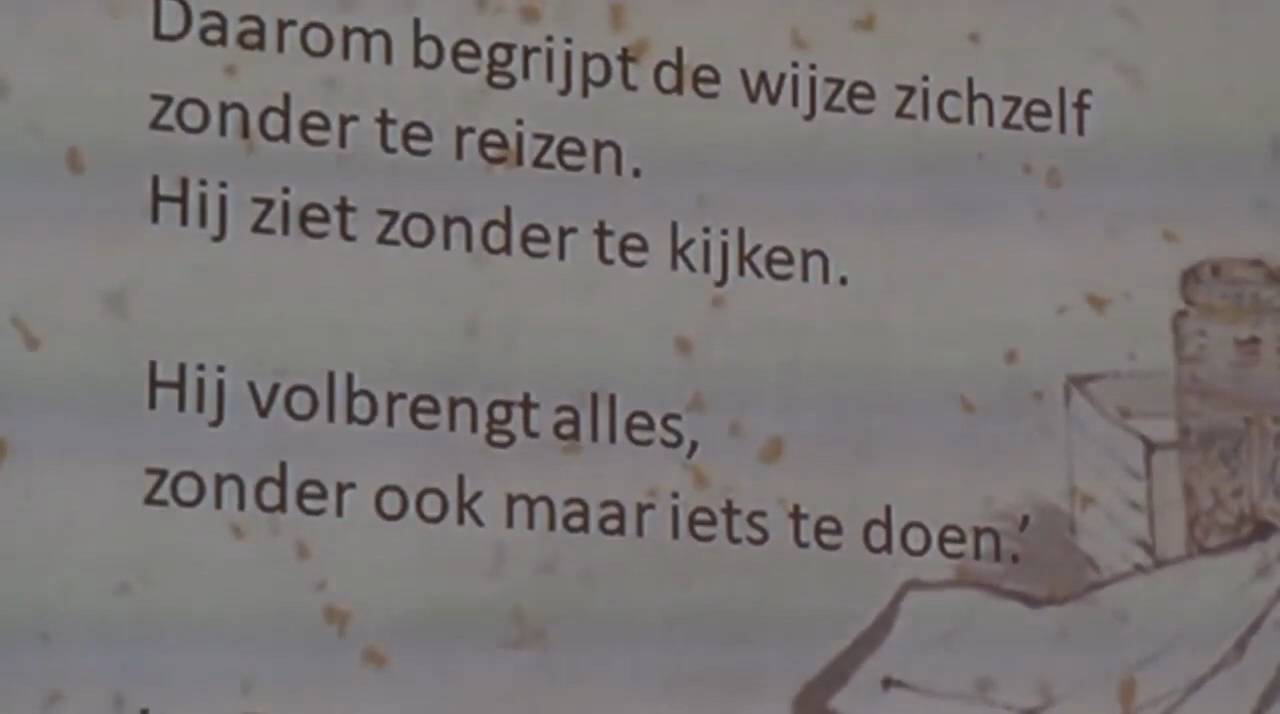 Daarom begrijpt de wijze zichzelf
zonder te reizen.
Hij ziet zonder te kijken.
Hij volbrengt alles,
zonder ook maar iets te doen.’